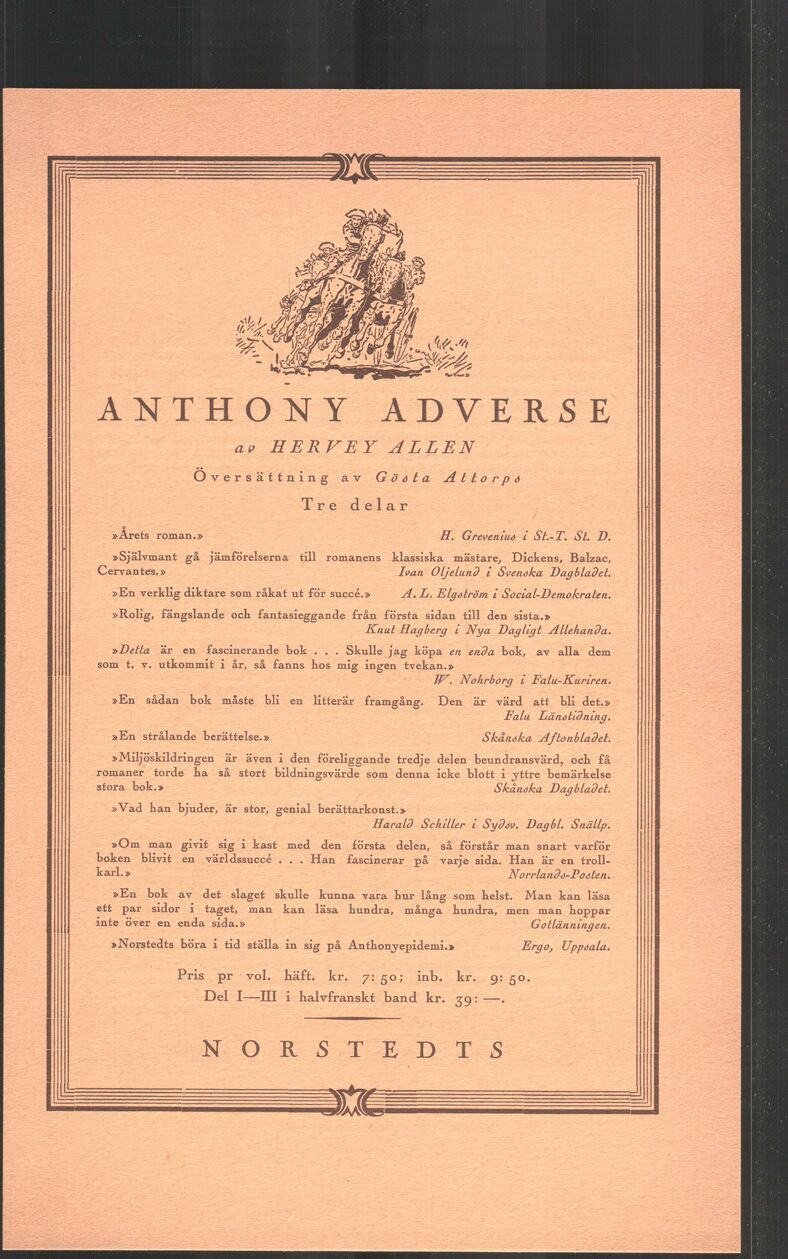 ANTHONY ADVERSE
av HERVEY ALLEN
Översättning av Gösta Attorps
Tre delar
»Årets roman.» H. Grevenius i St.-T. St. D.
»Självmant gå jämförelserna till romanens klassiska mästare, Dickens, Balzac,
Cervantes.» Ivan Oljelund i Svenska Dagbladet.
»En verklig diktare som råkat ut för succé.» A. L. Elgström i Social-Demokraten.
»Rolig, fängslande och fantasieggande från första sidan till den sista.»
Knut Hagberg i Nya Dagligt Allehanda.
»Detta är en fascinerande bok . . . Skulle jag köpa en enda bok, av alla dem
som t. v. utkommit i år, så fanns hos mig ingen tvekan.»
W. Nohrborg i Falu-Kuriren.
»En sådan bok måste bli en litterär framgång. Den är värd att bli det.»
Falu Länstidning.
»En strålande berättelse.» Skånska Aftonbladet.
»Miljöskildringen är även i den föreliggande tredje delen beundransvärd, och få
romaner torde ha så stort bildningsvärde som denna icke blott i yttre bemärkelse
stora bok.» Skånska Dagbladet.
»Vad han bjuder, är stor, genial berättarkonst.»
Harald Schiller i Sydsv. Dagbl. Snällp.
»Om man givit sig i kast med den första delen, så förstår man snart varför
boken blivit en världssuccé . . . Han fascinerar på varje sida. Han är en troll-
karl.» Norrlands-Posten.
»En bok av det slaget skulle kunna vara hur lång som helst. Man kan läsa
ett par sidor i taget, man kan läsa hundra, många hundra, men man hoppar
inte över en enda sida.» Gotlänningen.
»Norstedts böra i tid ställa in sig på Anthonyepidemi.» Ergo, Uppsala.
Pris pr vol. häft. kr. 7: 50; inb. kr. 9: 50.
Del I—III i halvfranskt band kr. 39: —.
NORSTEDTS